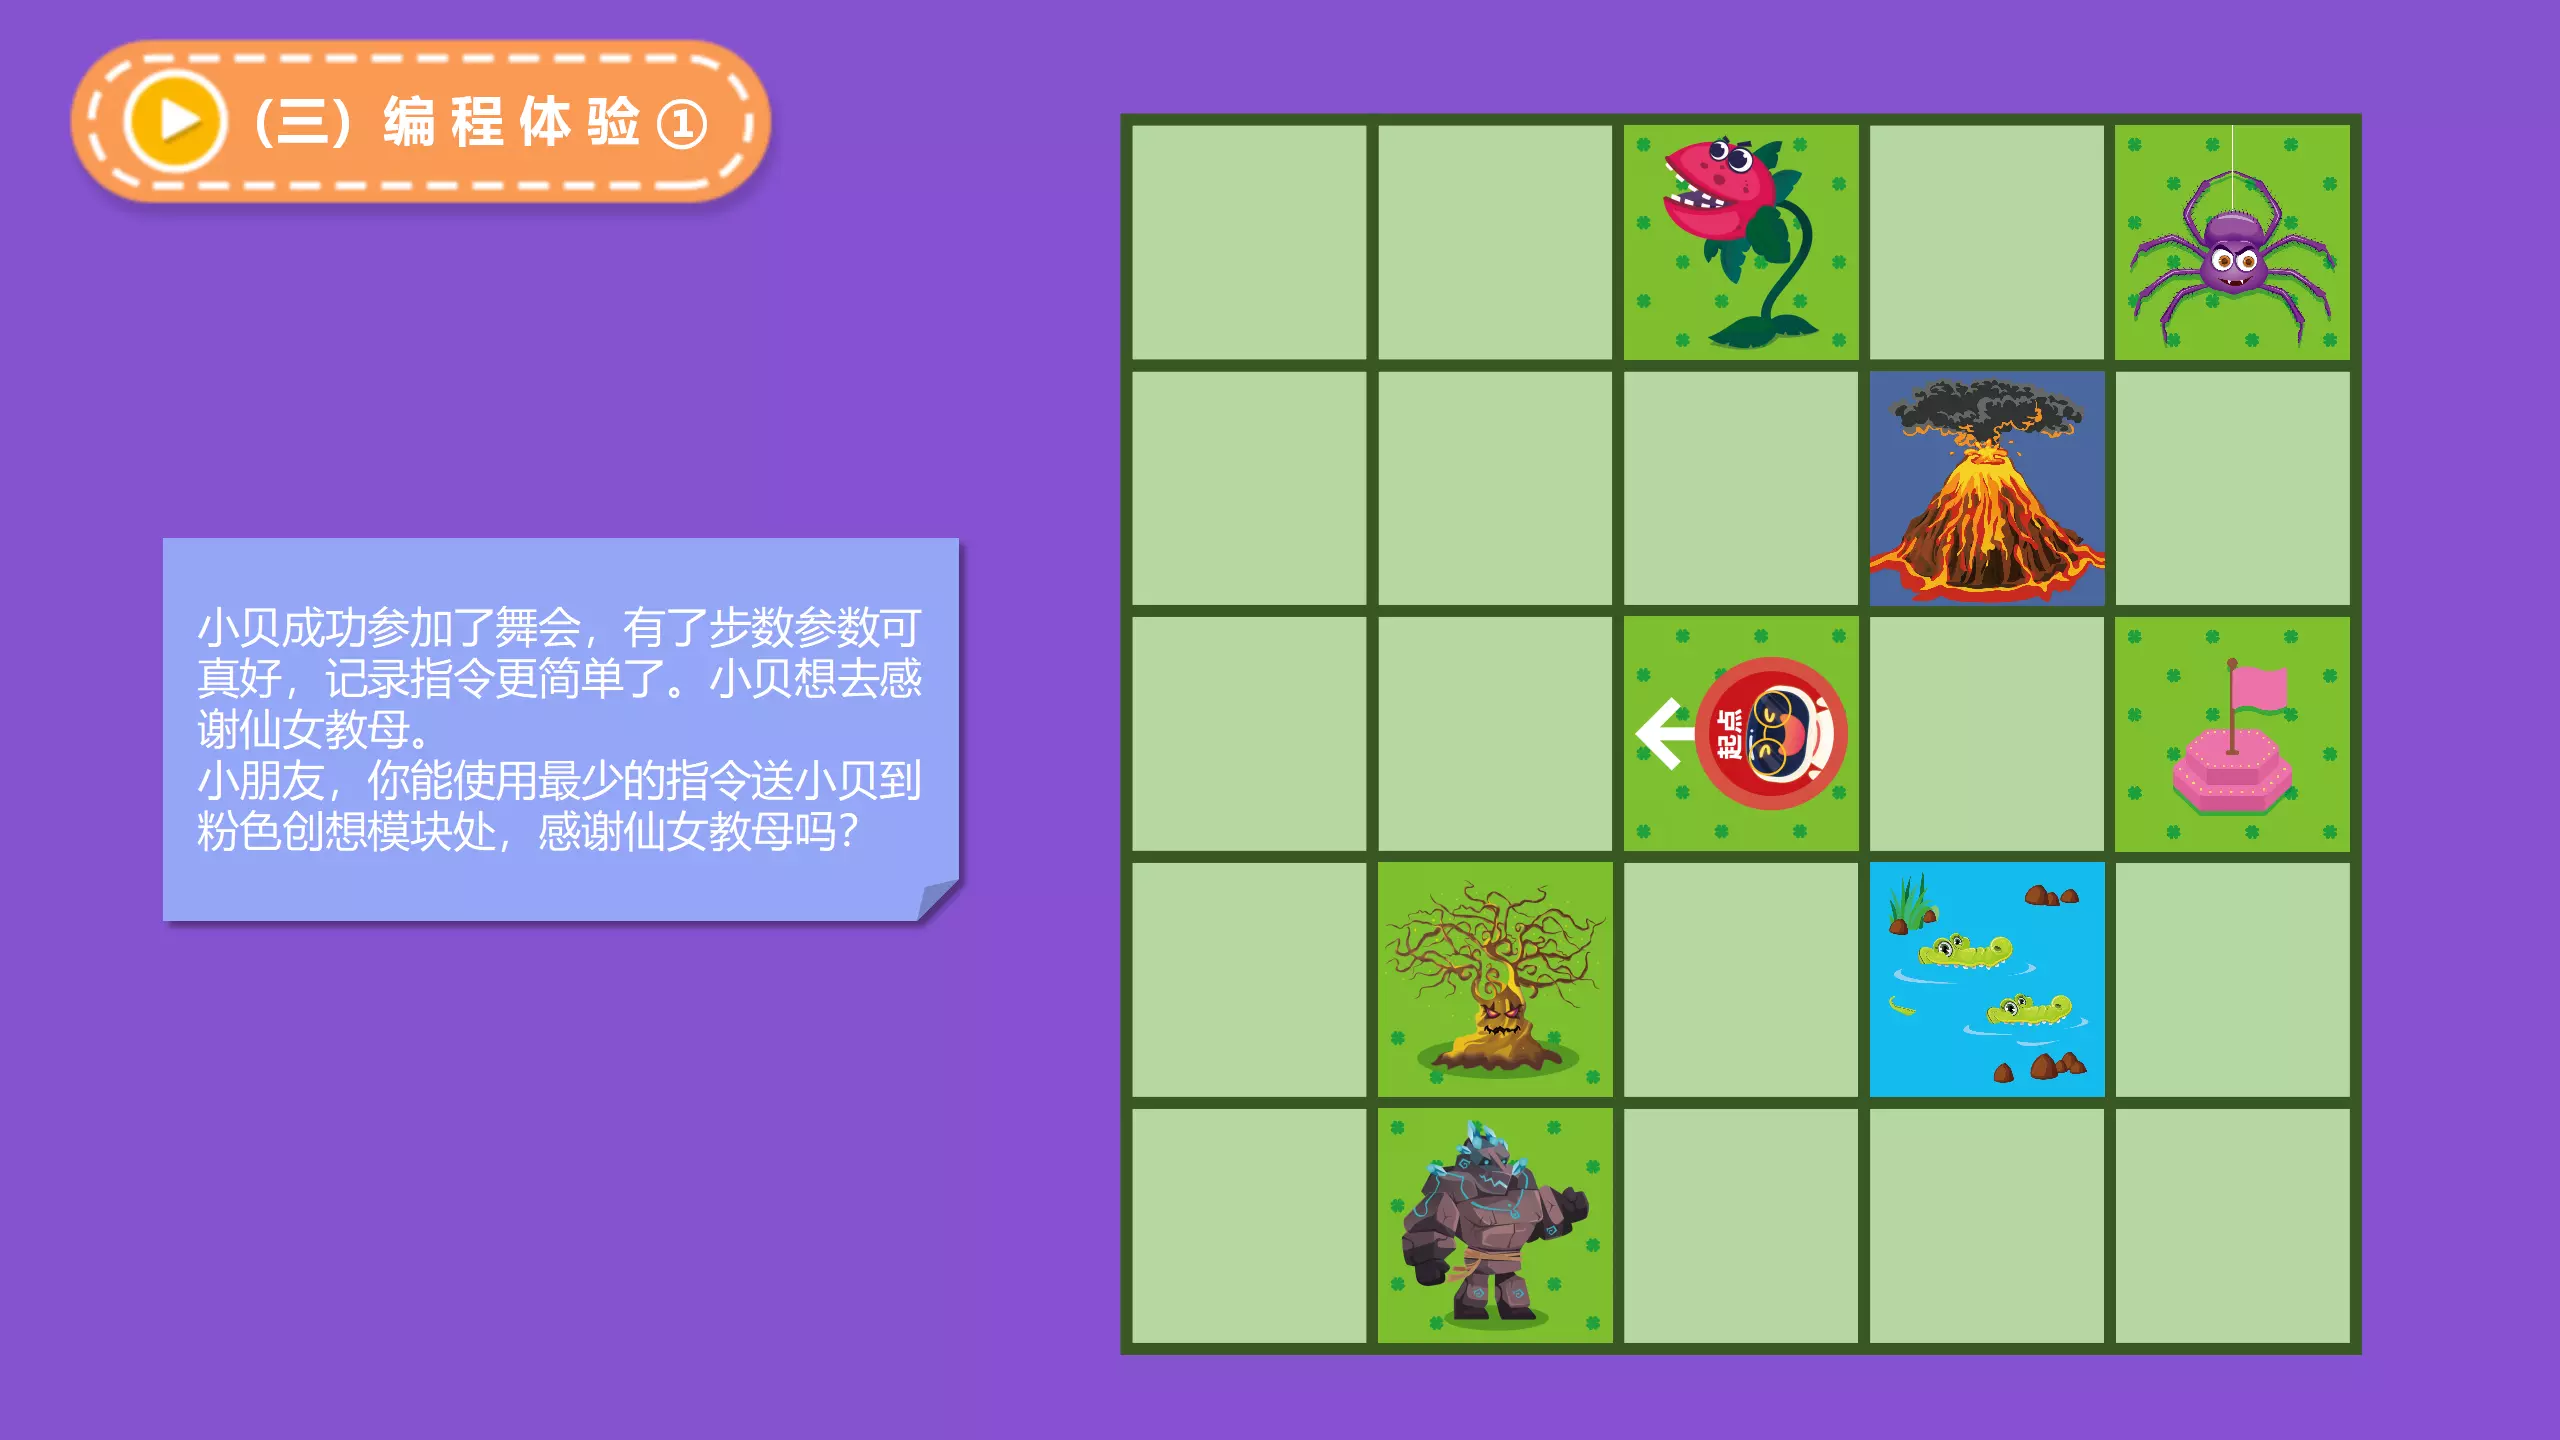 (三) 编程体验①
小贝成功参加了舞会，有了步数参数可
真好，记录指令更简单了。小贝想去感
谢仙女教母。
小朋友，你能使用最少的指令送小贝到
粉色创想模块处，感谢仙女教母吗？
起点